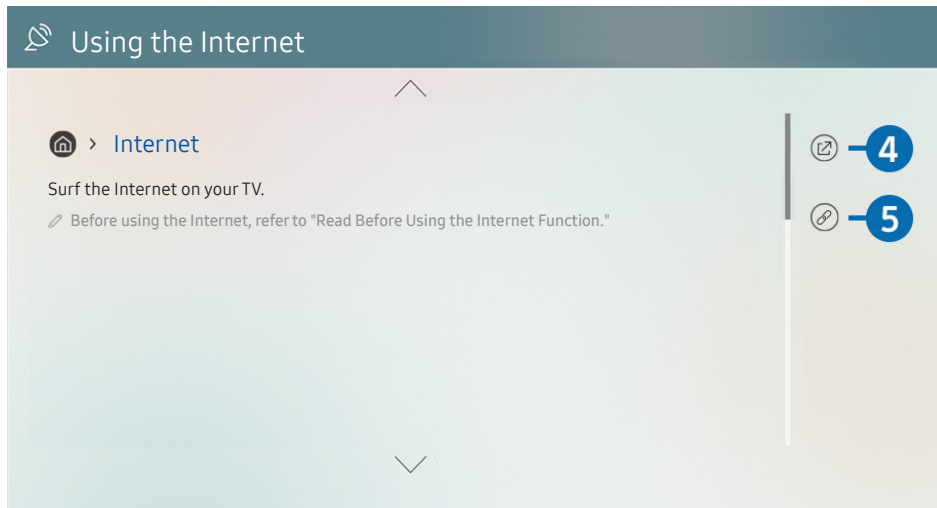 Using the Internet
> Internet
4
Surf the Internet on your TV.
Before using the Internet, refer to "Read Before Using the Internet Function."
5